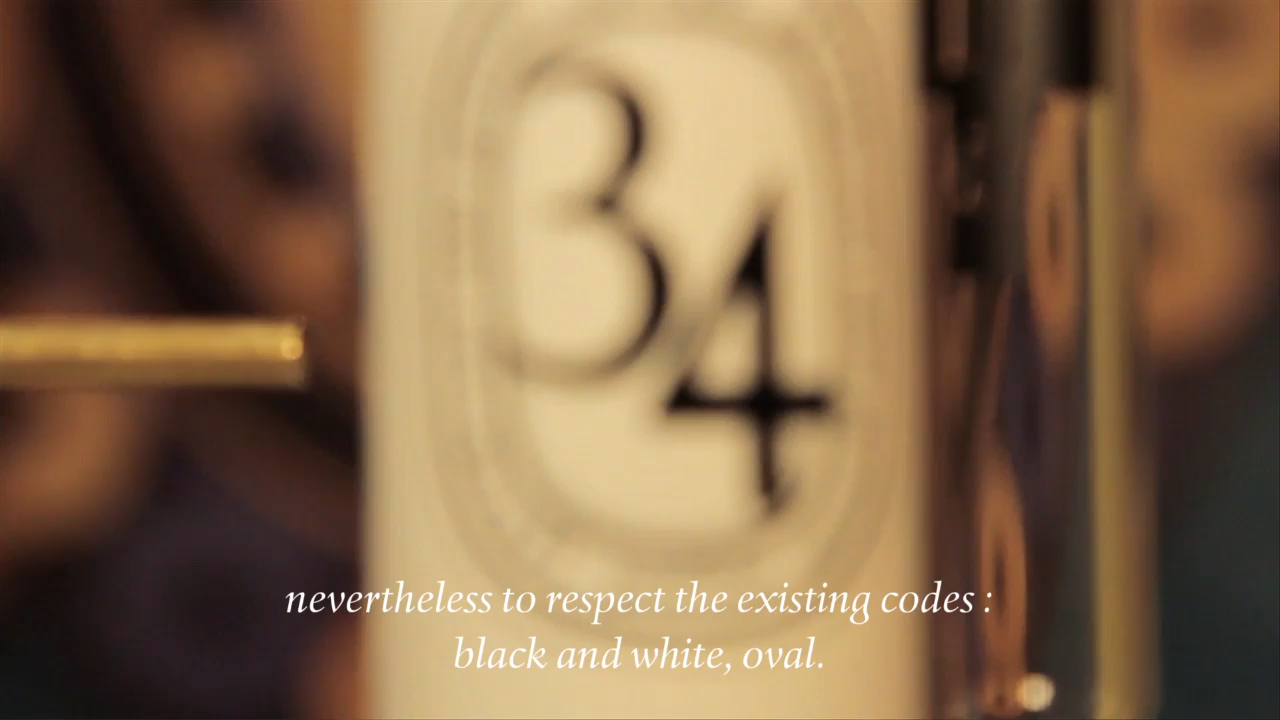 34
nevertheless to respect the existing codes :
black and white, oval.